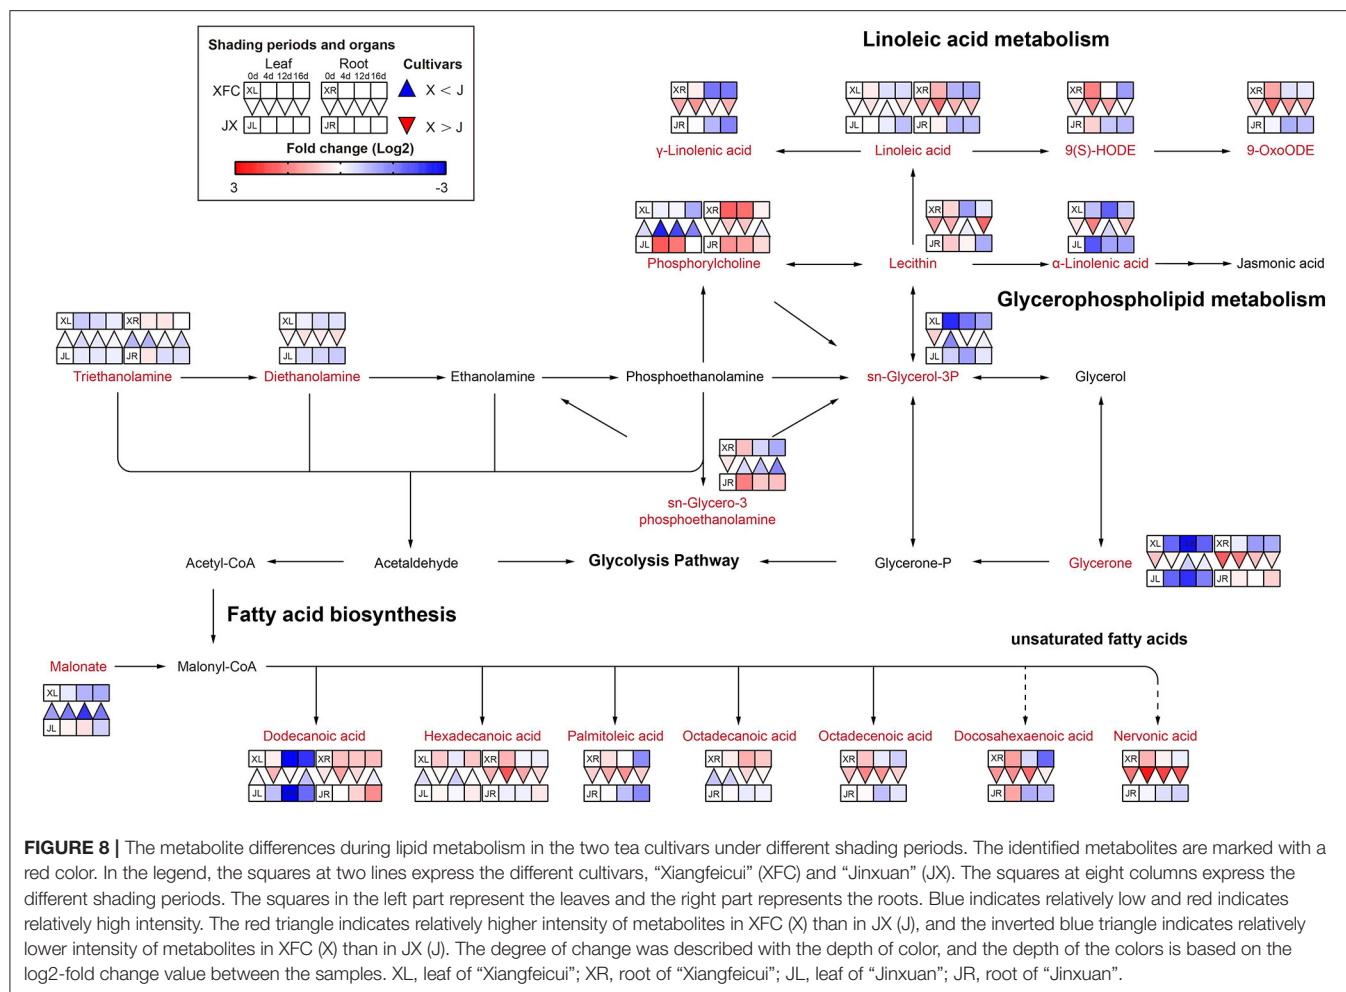 Shading periods and organs
Leaf Root Cultivars
0d 4d 12d 16d 0d 4d 12d 16d
XFC XL XR X < J
JX JL JR X > J
Fold change (Log2)
3 -3
Linoleic acid metabolism
XR XL XR XR XR
JR JL JR JR JR
γ-Linolenic acid Linoleic acid 9(S)-HODE 9-OxoODE
XL XR XR XL
JL JR JR JL
Phosphorylcholine Lecithin α-Linolenic acid Jasmonic acid
Glycerophospholipid metabolism
XL XR XL XL
JL JR JL JL
Triethanolamine Diethanolamine Ethanolamine Phosphoethanolamine sn-Glycerol-3P Glycerol
XR
JR
sn-Glycero-3
phosphoethanolamine
XL XR
JL JR
Acetyl-CoA Acetaldehyde Glycolysis Pathway Glycerone-P Glycerone
Fatty acid biosynthesis
unsaturated fatty acids
Malonate Malonyl-CoA
XL
JL
Dodecanoic acid Hexadecanoic acid Palmitoleic acid Octadecanoic acid Octadecenoic acid Docosahexaenoic acid Nervonic acid
XL XR XL XR XR XR XR XR XR
JL JR JL JR JR JR JR JR JR
FIGURE 8 | The metabolite differences during lipid metabolism in the two tea cultivars under different shading periods. The identified metabolites are marked with a
red color. In the legend, the squares at two lines express the different cultivars, “Xiangfeicui” (XFC) and “Jinxuan” (JX). The squares at eight columns express the
different shading periods. The squares in the left part represent the leaves and the right part represents the roots. Blue indicates relatively low and red indicates
relatively high intensity. The red triangle indicates relatively higher intensity of metabolites in XFC (X) than in JX (J), and the inverted blue triangle indicates relatively
lower intensity of metabolites in XFC (X) than in JX (J). The degree of change was described with the depth of color, and the depth of the colors is based on the
log2-fold change value between the samples. XL, leaf of “Xiangfeicui”; XR, root of “Xiangfeicui”; JL, leaf of “Jinxuan”; JR, root of “Jinxuan”.